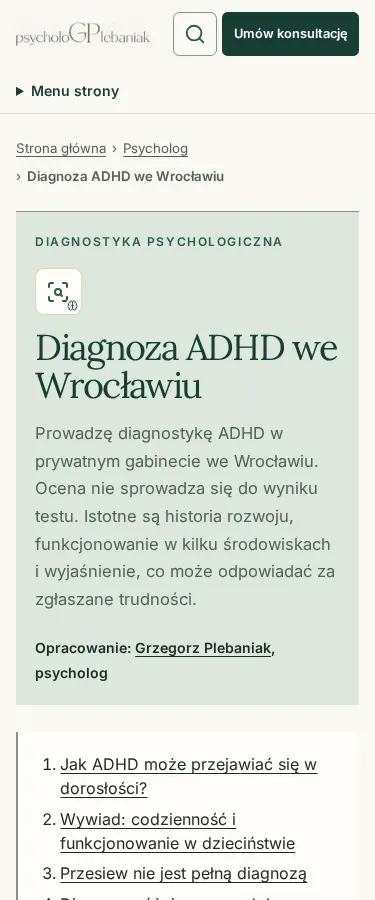 psycholoGPlebaniak
Umów konsultację
▶ Menu strony
Strona główna › Psycholog
› Diagnoza ADHD we Wrocławiu
DIAGNOSTYKA PSYCHOLOGICZNA
Diagnoza ADHD we
Wrocławiu
Prowadzę diagnostykę ADHD w
prywatnym gabinecie we Wrocławiu.
Ocena nie sprowadza się do wyniku
testu. Istotne są historia rozwoju,
funkcjonowanie w kilku środowiskach
i wyjaśnienie, co może odpowiadać za
zgłaszane trudności.
Opracowanie: Grzegorz Plebaniak,
psycholog
1. Jak ADHD może przejawiać się w
dorosłości?
2. Wywiad: codzienność i
funkcjonowanie w dzieciństwie
3. Przesiew nie jest pełną diagnozą